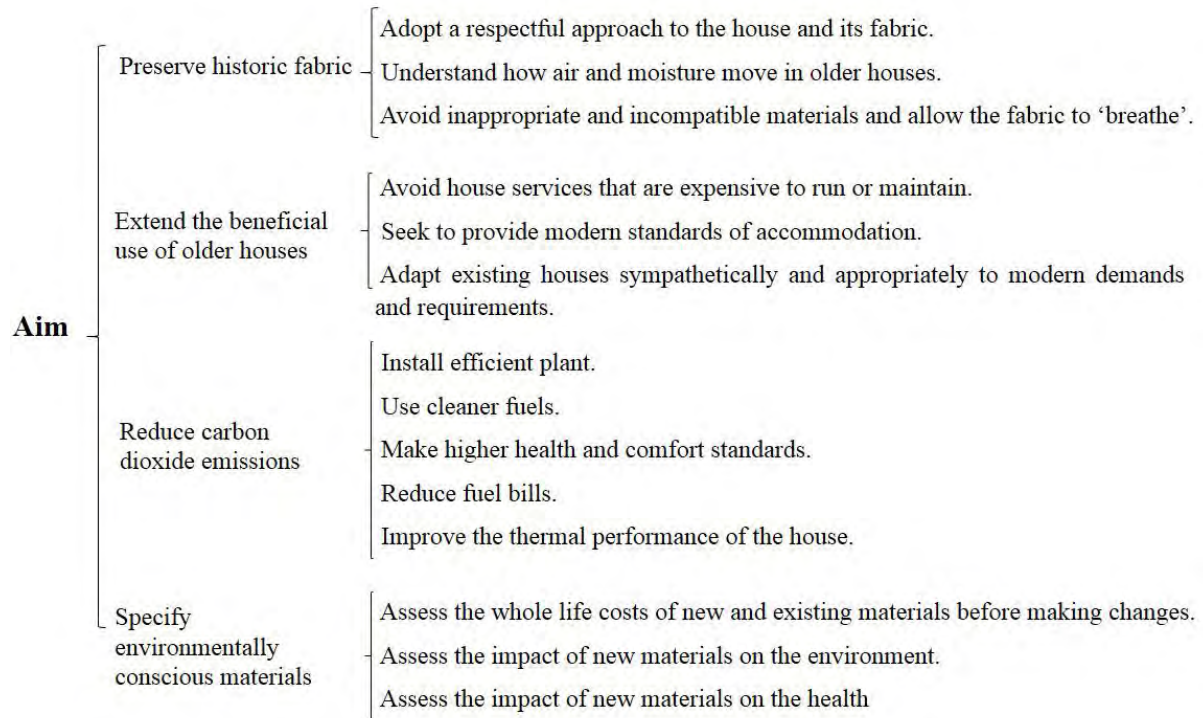 Aim
Preserve historic fabric
Adopt a respectful approach to the house and its fabric.
Understand how air and moisture move in older houses.
Avoid inappropriate and incompatible materials and allow the fabric to ‘breathe’.
Extend the beneficial
use of older houses
Avoid house services that are expensive to run or maintain.
Seek to provide modern standards of accommodation.
Adapt existing houses sympathetically and appropriately to modern demands
and requirements.
Reduce carbon
dioxide emissions
Install efficient plant.
Use cleaner fuels.
Make higher health and comfort standards.
Reduce fuel bills.
Improve the thermal performance of the house.
Specify
environmentally
conscious materials
Assess the whole life costs of new and existing materials before making changes.
Assess the impact of new materials on the environment.
Assess the impact of new materials on the health